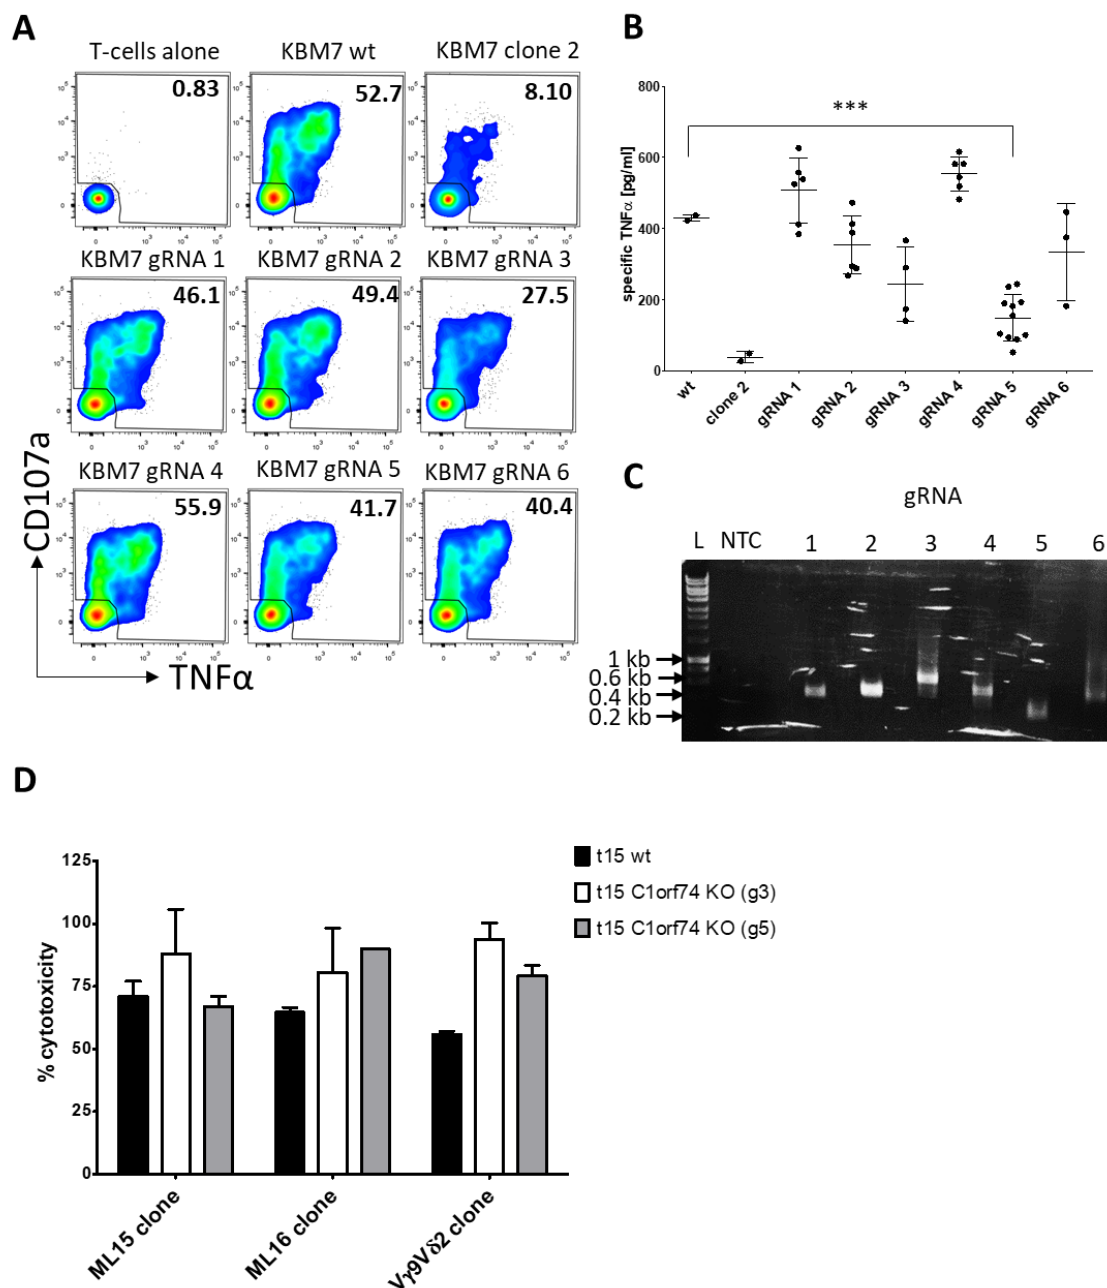 A
T-cells alone
KBM7 wt
KBM7 clone 2
0.83
52.7
8.10
KBM7 gRNA 1
KBM7 gRNA 2
KBM7 gRNA 3
46.1
49.4
27.5
KBM7 gRNA 4
KBM7 gRNA 5
KBM7 gRNA 6
55.9
41.7
40.4
CD107a
TNFα
B
800
600
400
200
0
specific TNFα [pg/ml]
***
wt
clone 2
gRNA 1
gRNA 2
gRNA 3
gRNA 4
gRNA 5
gRNA 6
C
gRNA
L NTC 1 2 3 4 5 6
1 kb
0.6 kb
0.4 kb
0.2 kb
D
125
100
75
50
25
0
% cytotoxicity
ML15 clone
ML16 clone
Vγ9Vδ2 clone
t15 wt
t15 C1orf74 KO (g3)
t15 C1orf74 KO (g5)